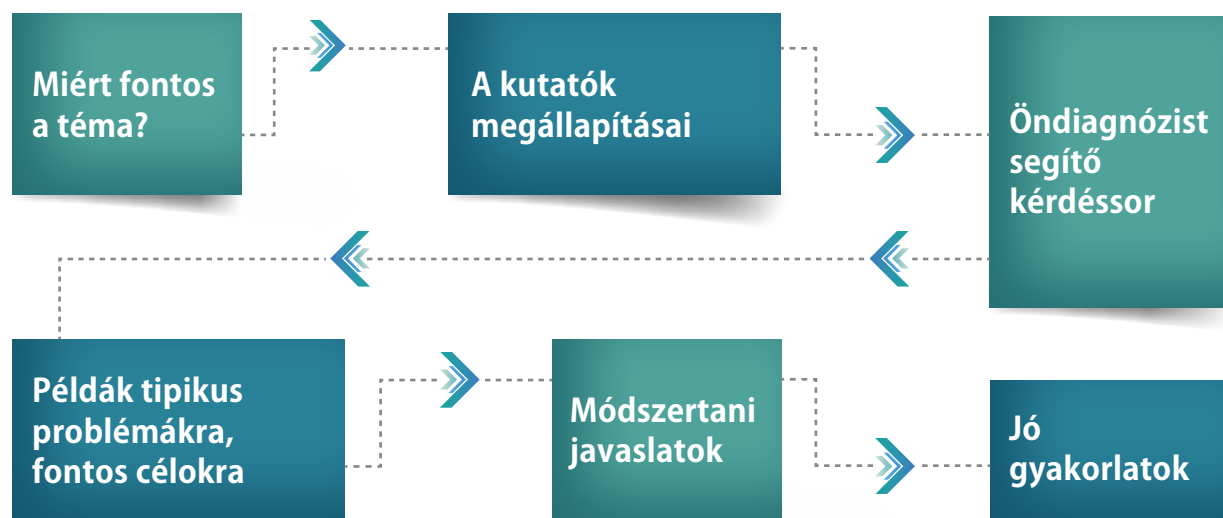 Miért fontos
a téma?
A kutatók
megállapításai
Öndiagnózist
segítő
kérdéssor
Példák tipikus
problémákra,
fontos célokra
Módszertani
javaslatok
Jó
gyakorlatok